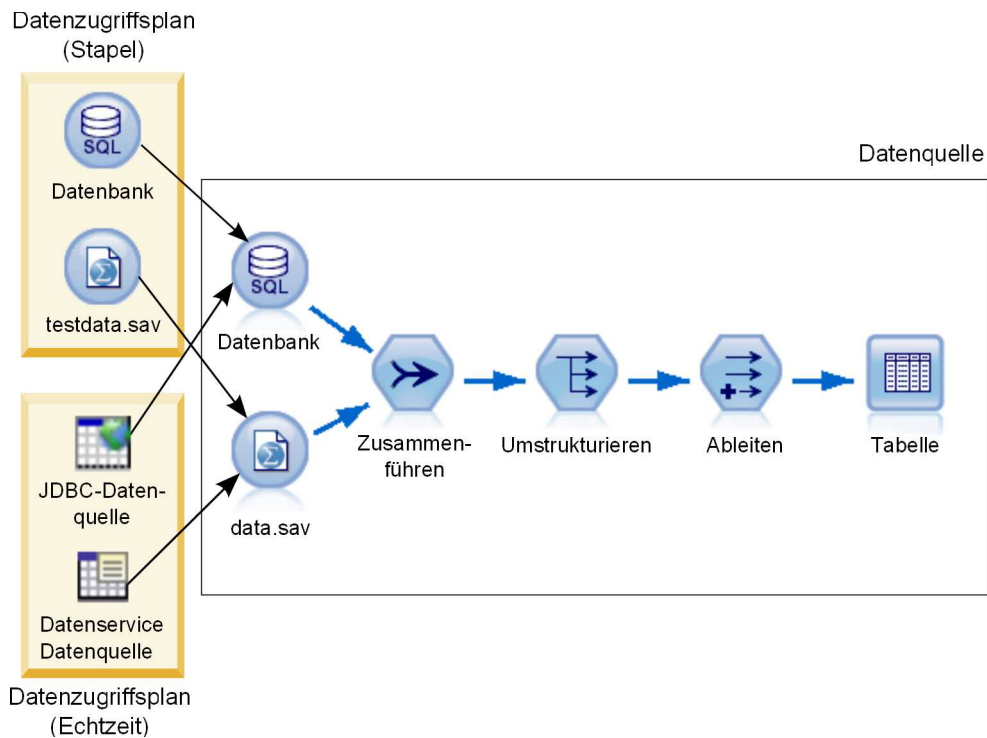 Datenzugriffsplan
(Stapel)
SQL
Datenbank
testdata.sav
Datenquelle
SQL
Datenbank
data.sav
Zusammen-
führen
Umstrukturieren
Ableiten
Tabelle
JDBC-Daten-
quelle
Datenservice
Datenquelle
Datenzugriffsplan
(Echtzeit)